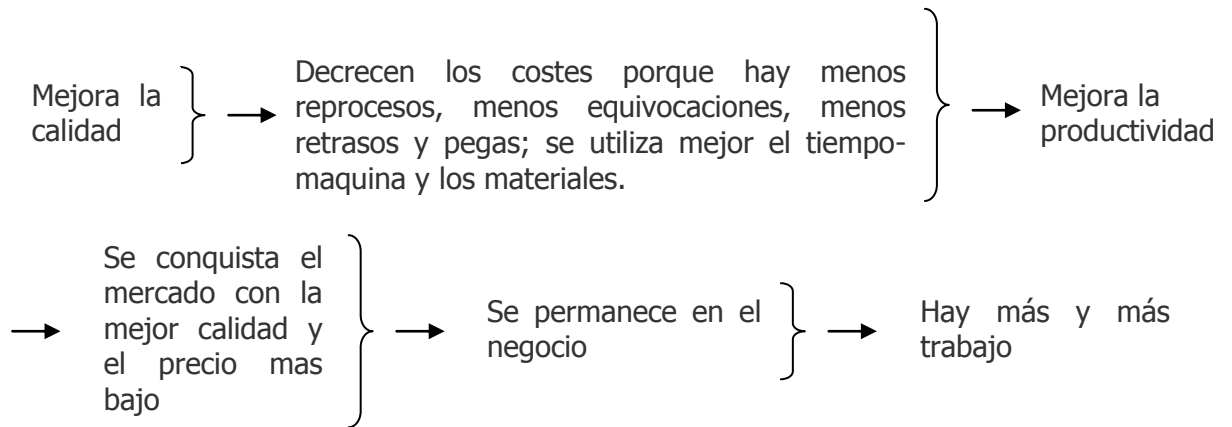 Mejora la
calidad
Decrecen los costes porque hay menos
reprocesos, menos equivocaciones, menos
retrasos y pegas; se utiliza mejor el tiempo-
maquina y los materiales.
Mejora la
productividad
Se conquista el
mercado con la
mejor calidad y
el precio mas
bajo
Se permanece en el
negocio
Hay más y más
trabajo